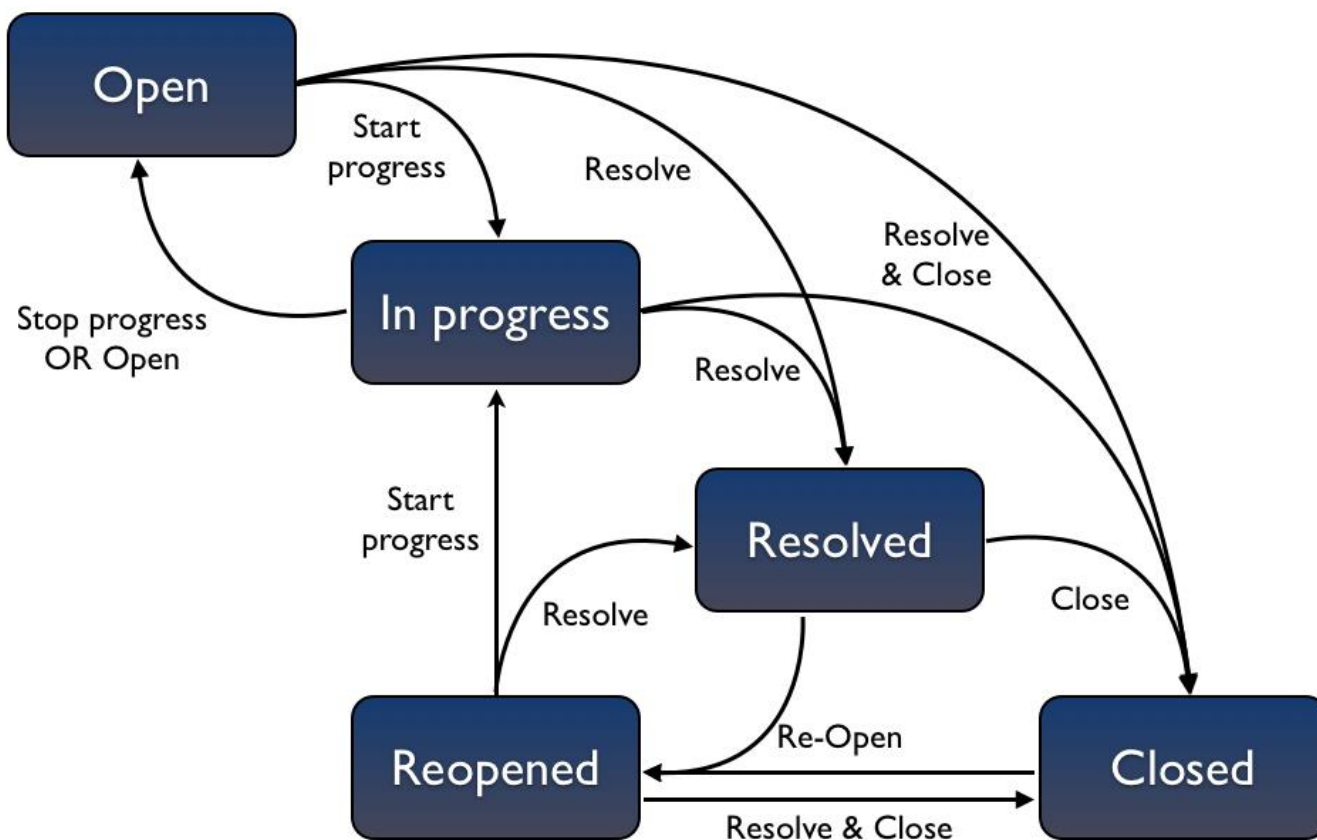 Open
Start
progress
Resolve
Resolve
& Close
In progress
Stop progress
OR Open
Resolve
Start
progress
Resolved
Resolve
Close
Re-Open
Reopened
Closed
Resolve & Close